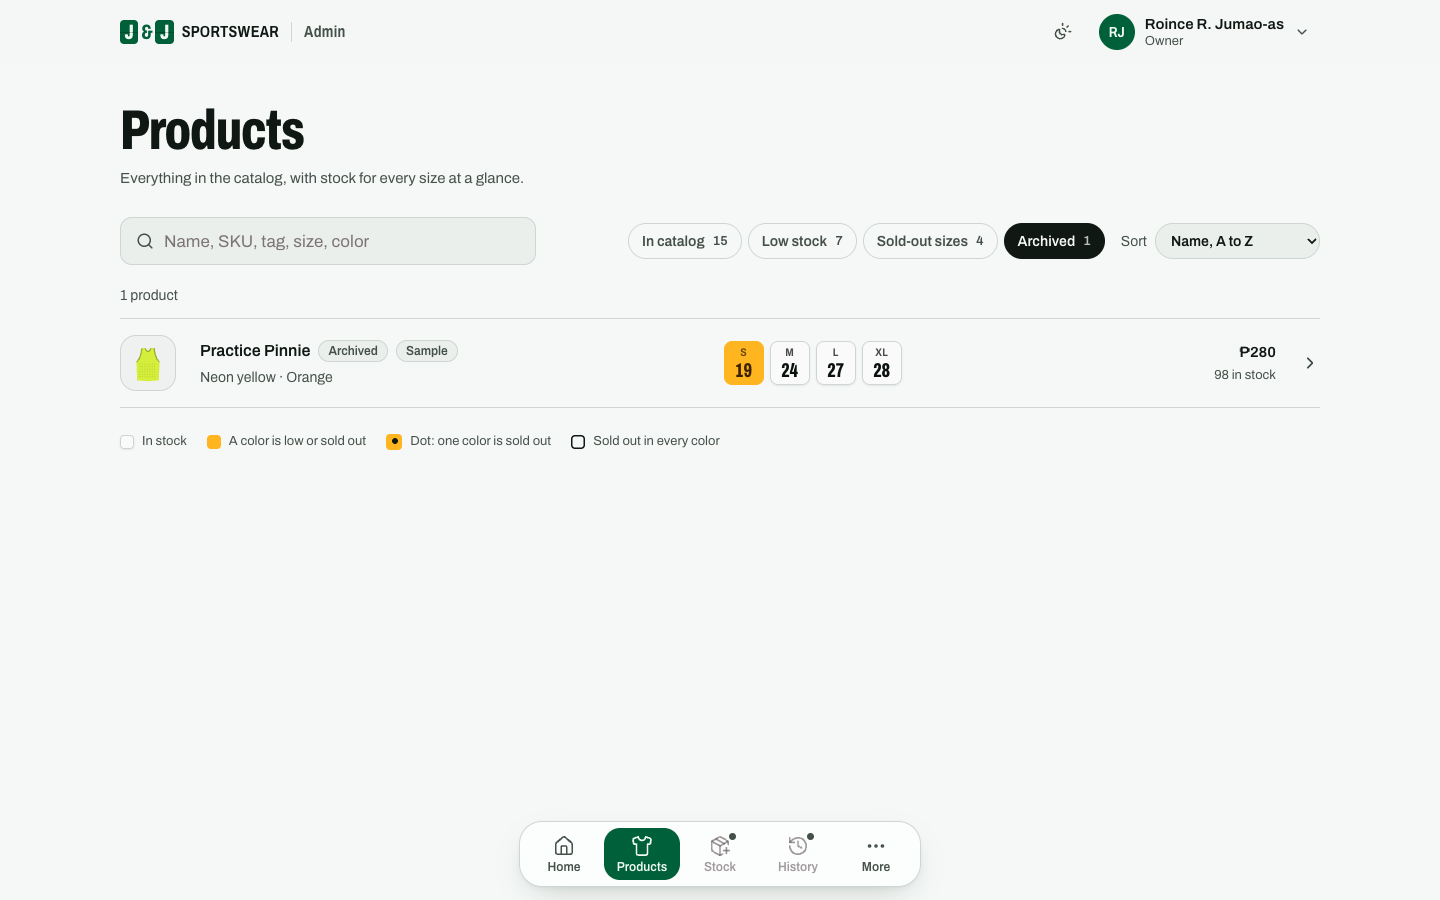 J & J SPORTSWEAR Admin
RJ Roince R. Jumao-as
Owner
Products
Everything in the catalog, with stock for every size at a glance.
Name, SKU, tag, size, color
In catalog 15 Low stock 7 Sold-out sizes 4 Archived 1 Sort Name, A to Z
1 product
Practice Pinnie Archived Sample
Neon yellow · Orange
S M L XL
19 24 27 28
₱280
98 in stock
In stock A color is low or sold out Dot: one color is sold out Sold out in every color
Home Products Stock History More